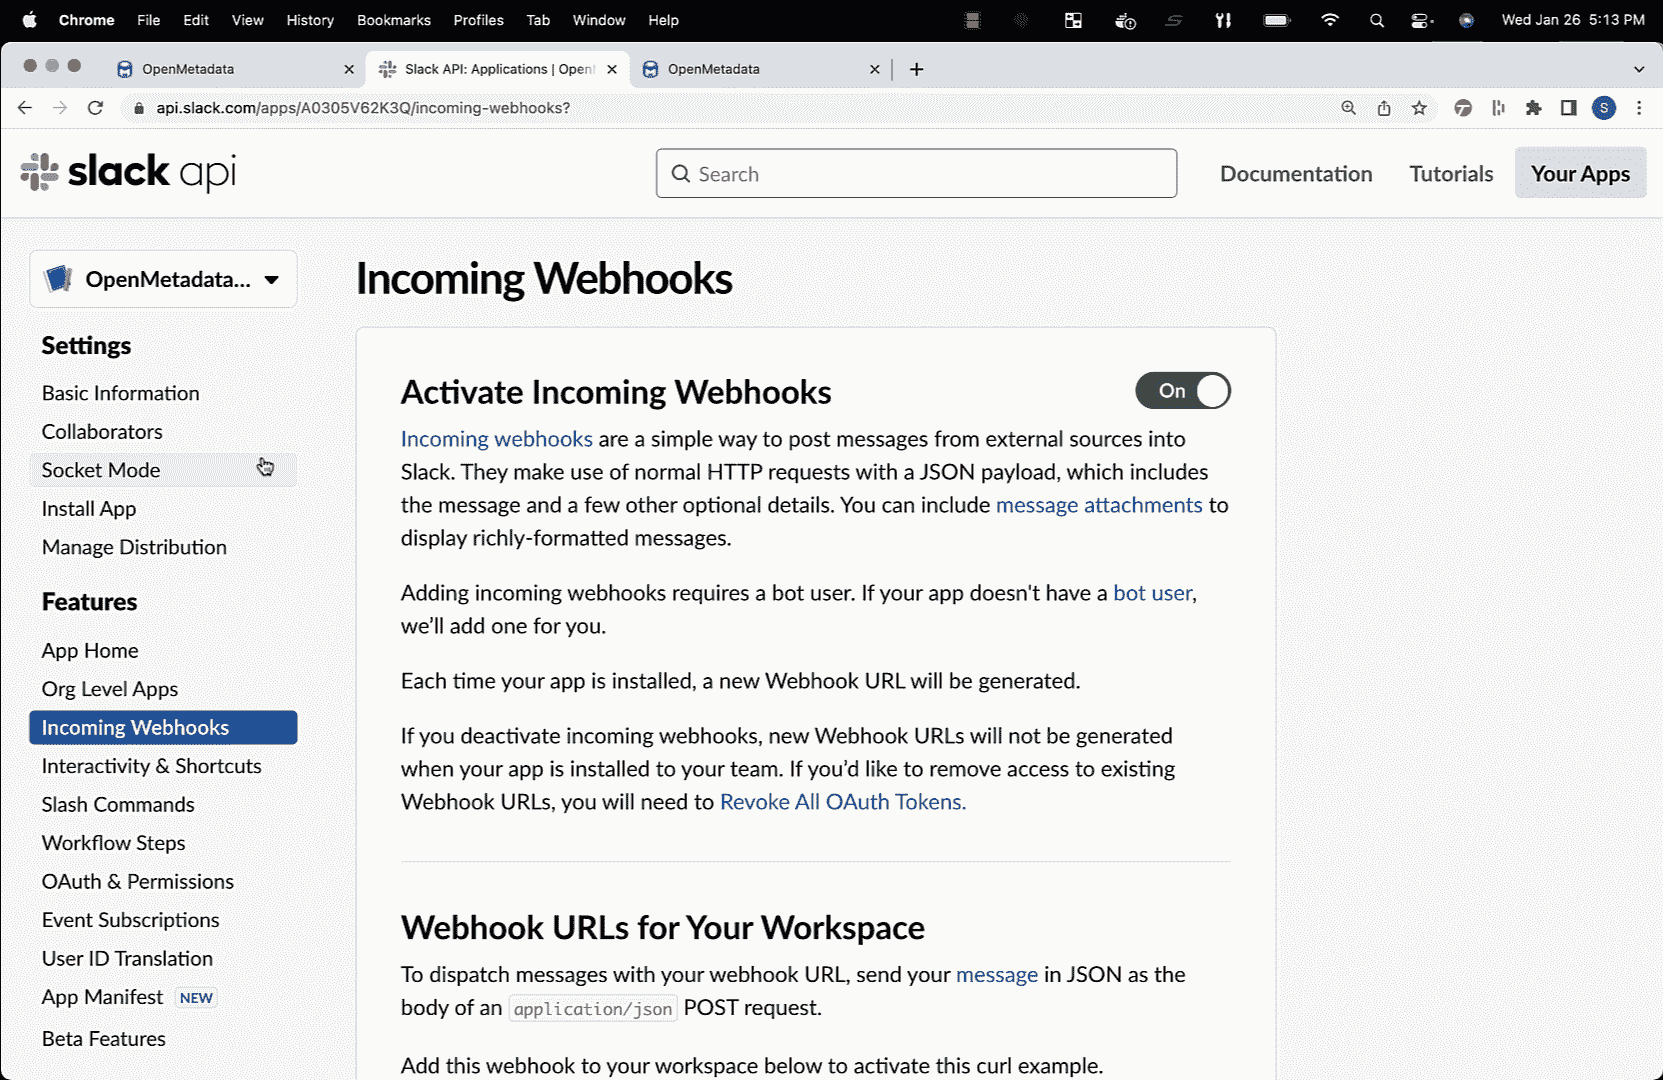 Chrome File Edit View History Bookmarks Profiles Tab Window Help Wed Jan 26 5:13 PM
OpenMetadata Slack API: Applications | Open OpenMetadata
api.slack.com/apps/A0305V62K3Q/incoming-webhooks? S
slack api Search Documentation Tutorials Your Apps
OpenMetadata...
Settings
Basic Information
Collaborators
Socket Mode
Install App
Manage Distribution
Features
App Home
Org Level Apps
Incoming Webhooks
Interactivity & Shortcuts
Slash Commands
Workflow Steps
OAuth & Permissions
Event Subscriptions
User ID Translation
App Manifest NEW
Beta Features
Incoming Webhooks
Activate Incoming Webhooks On
Incoming webhooks are a simple way to post messages from external sources into
Slack. They make use of normal HTTP requests with a JSON payload, which includes
the message and a few other optional details. You can include message attachments to
display richly-formatted messages.
Adding incoming webhooks requires a bot user. If your app doesn't have a bot user,
we’ll add one for you.
Each time your app is installed, a new Webhook URL will be generated.
If you deactivate incoming webhooks, new Webhook URLs will not be generated
when your app is installed to your team. If you’d like to remove access to existing
Webhook URLs, you will need to Revoke All OAuth Tokens.
Webhook URLs for Your Workspace
To dispatch messages with your webhook URL, send your message in JSON as the
body of an application/json POST request.
Add this webhook to your workspace below to activate this curl example.